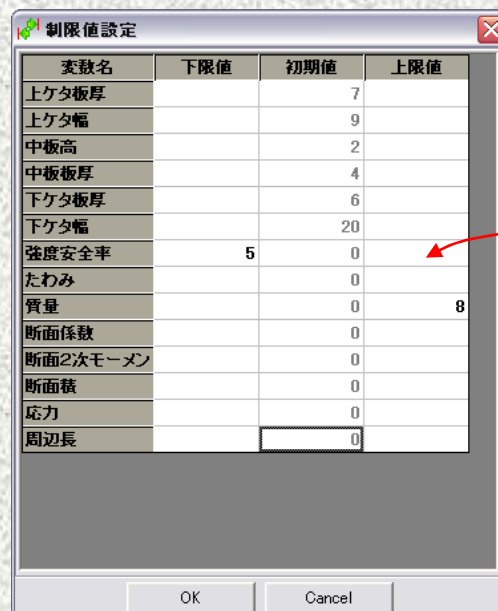 制限値設定
変数名 下限値 初期値 上限値
上ケタ板厚 7
上ケタ幅 9
中板高 2
中板板厚 4
下ケタ板厚 6
下ケタ幅 20
強度安全率 5 0
たわみ 0
質量 0 8
断面係数 0
断面2次モーメン 0
断面積 0
応力 0
周辺長 0
OK Cancel